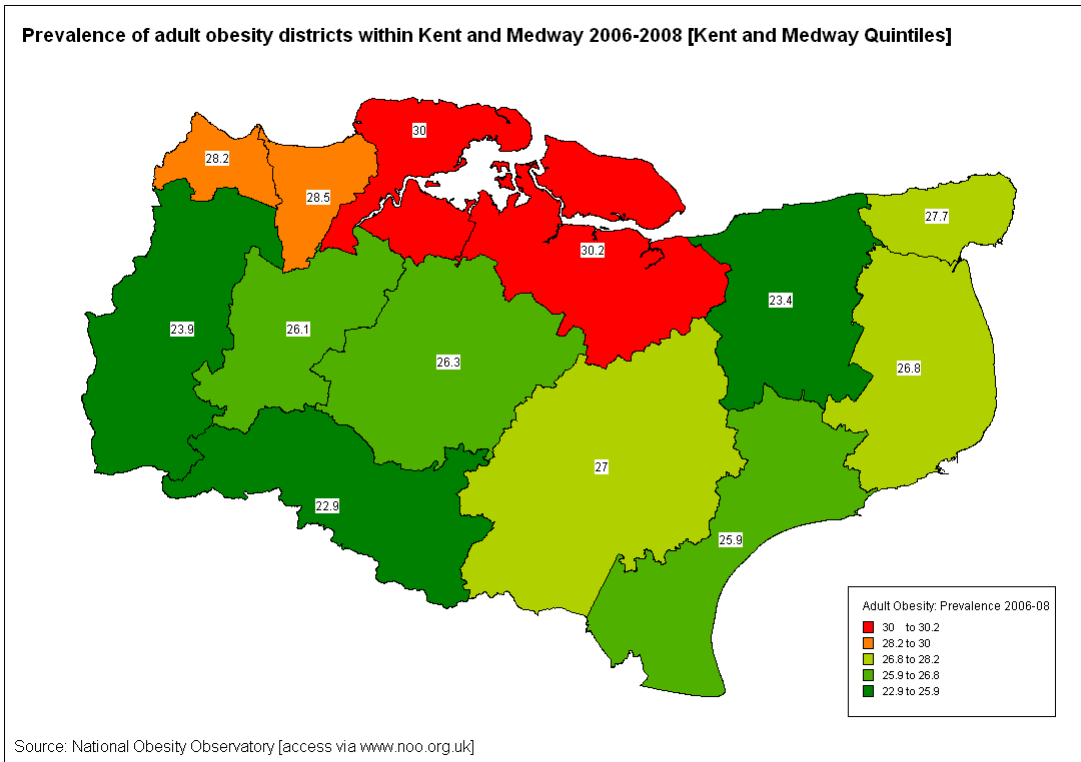 Prevalence of adult obesity districts within Kent and Medway 2006-2008 [Kent and Medway Quintiles]
30
28.2
28.5
27.7
30.2
23.4
23.9
26.1
26.3
26.8
27
22.9
25.9
Adult Obesity: Prevalence 2006-08
30 to 30.2
28.2 to 30
26.8 to 28.2
25.9 to 26.8
22.9 to 25.9
Source: National Obesity Observatory [access via www.noo.org.uk]